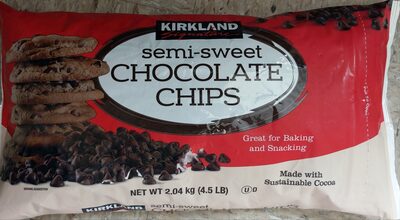 KIRKLAND
Signature
semi-sweet
CHOCOLATE
CHIPS
Great for Baking
and Snacking
Made with
Sustainable Cocoa
NET WT 2.04 kg (4.5 LB)
U D
KIRKLAND
semi-sweet